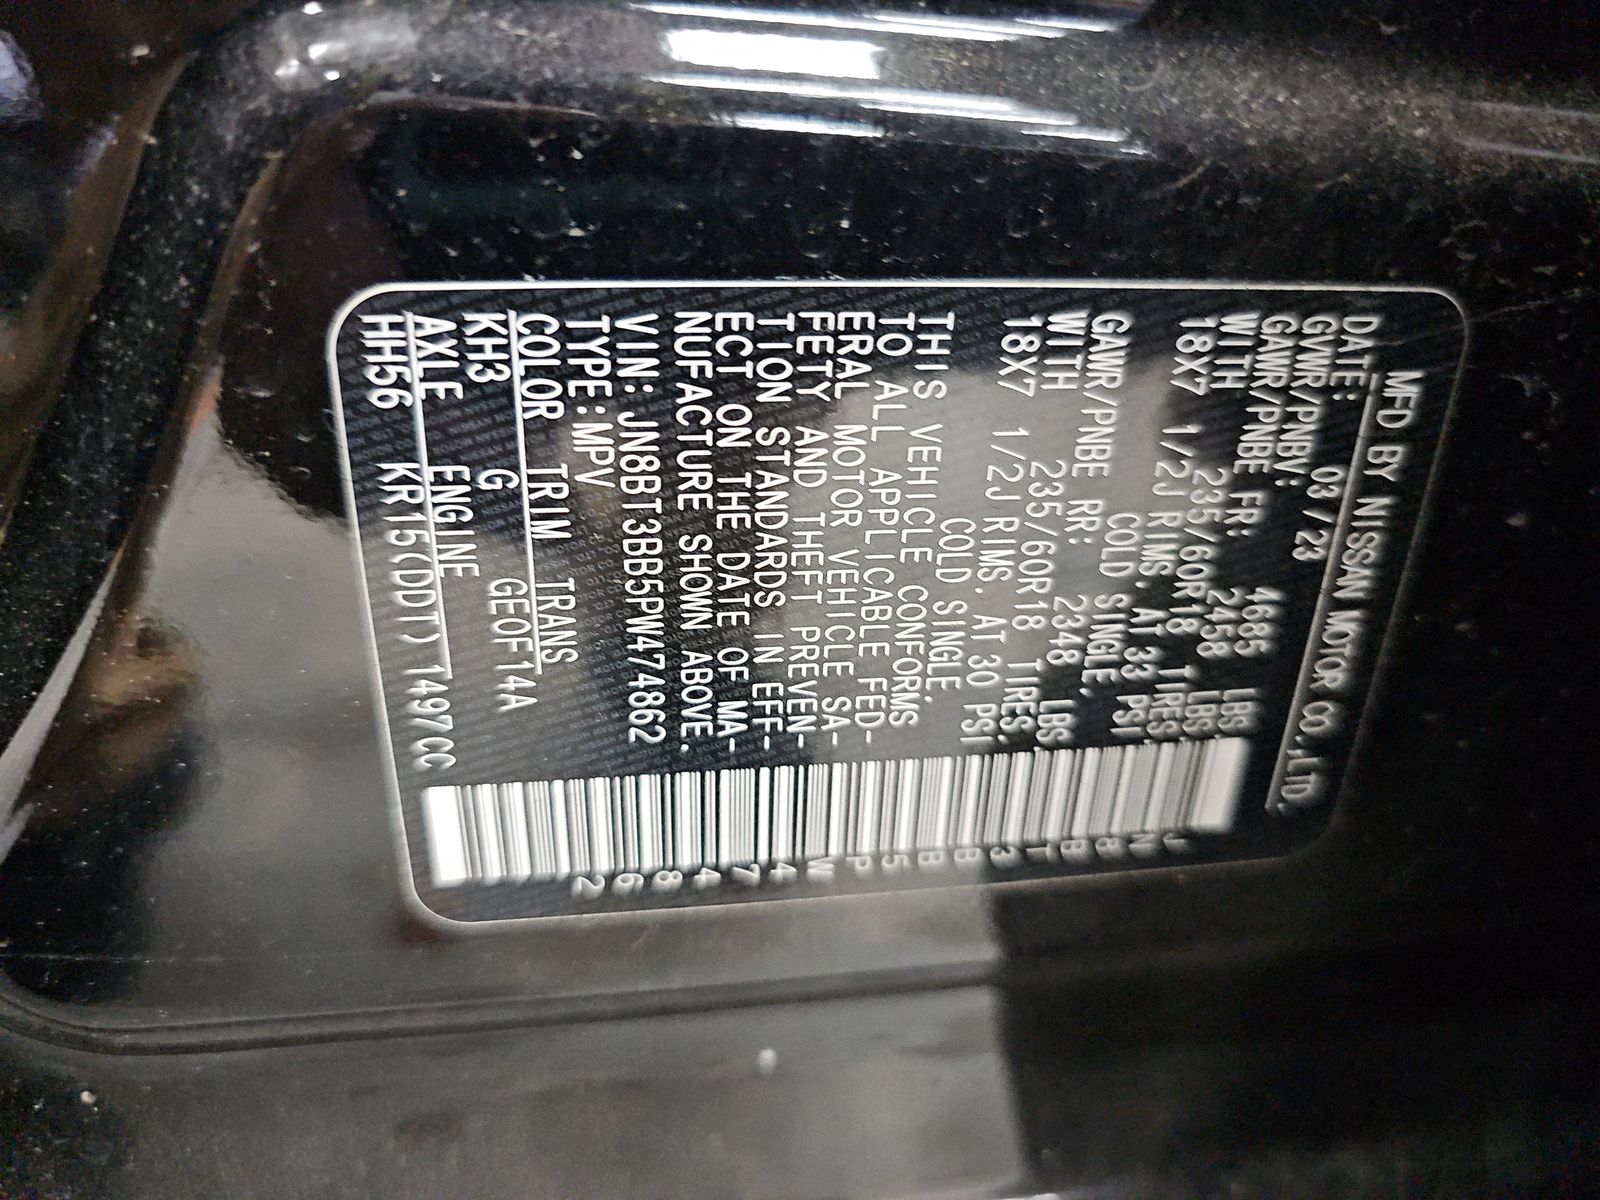 MFD BY NISSAN MOTOR CO.,LTD.
DATE: 03/23
GVWR/PNBV: 4685 LBS.
GAWR/PNBE FR: 2458 LBS.
WITH 235/60R18 TIRES,
18X7 1/2J RIMS, AT 33 PSI
COLD SINGLE,
GAWR/PNBE RR: 2348 LBS.
WITH 235/60R18 TIRES,
18X7 1/2J RIMS, AT 30 PSI
COLD SINGLE,
THIS VEHICLE CONFORMS
TO ALL APPLICABLE FED-
ERAL MOTOR VEHICLE SA-
FETY AND THEFT PREVEN-
TION STANDARDS IN EFF-
ECT ON THE DATE OF MA-
NUFACTURE SHOWN ABOVE.
VIN: JN8BT3BB5PW474862
TYPE:MPV
COLOR TRIM TRANS
KH3 G GEOF14A
AXLE ENGINE
HH56 KR15(DDT) 1497CC
JN8BT3BB5PW474862